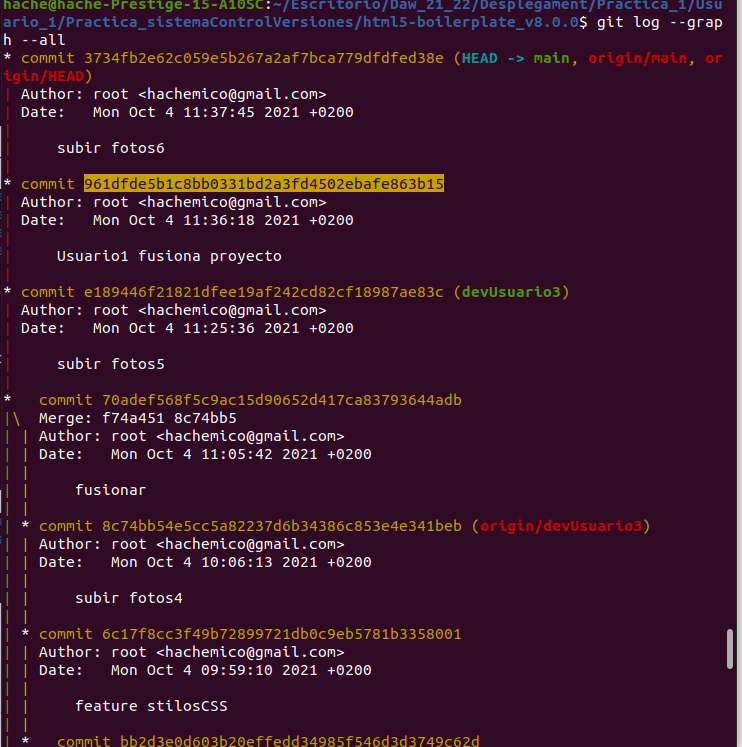 hache@hache-Prestige-15-A10SC:~/Escritorio/Daw_21_22/Desplegament/Practica_1/Usu
ario_1/Practica_sistemaControlVersiones/html5-boilerplate_v8.0.0$ git log --grap
h --all
* commit 3734fb2e62c059e5b267a2af7bca779dfdfed38e (HEAD -> main, origin/main, or
igin/HEAD)
| Author: root <hachemico@gmail.com>
| Date:   Mon Oct 4 11:37:45 2021 +0200
|
|     subir fotos6
|
* commit 961dfde5b1c8bb0331bd2a3fd4502ebafe863b15
| Author: root <hachemico@gmail.com>
| Date:   Mon Oct 4 11:36:18 2021 +0200
|
|     Usuario1 fusiona proyecto
|
* commit e189446f21821dfee19af242cd82cf18987ae83c (devUsuario3)
| Author: root <hachemico@gmail.com>
| Date:   Mon Oct 4 11:25:36 2021 +0200
|
|     subir fotos5
|
*   commit 70adef568f5c9ac15d90652d417ca83793644adb
|\  Merge: f74a451 8c74bb5
| | Author: root <hachemico@gmail.com>
| | Date:   Mon Oct 4 11:05:42 2021 +0200
| |
| |     fusionar
| |
| * commit 8c74bb54e5cc5a82237d6b34386c853e4e341beb (origin/devUsuario3)
| | Author: root <hachemico@gmail.com>
| | Date:   Mon Oct 4 10:06:13 2021 +0200
| |
| |     subir fotos4
| |
| * commit 6c17f8cc3f49b72899721db0c9eb5781b3358001
| | Author: root <hachemico@gmail.com>
| | Date:   Mon Oct 4 09:59:10 2021 +0200
| |
| |     feature stilosCSS
| |
| *   commit bb2d3e0d603b20effedd34985f546d3d3749c62d